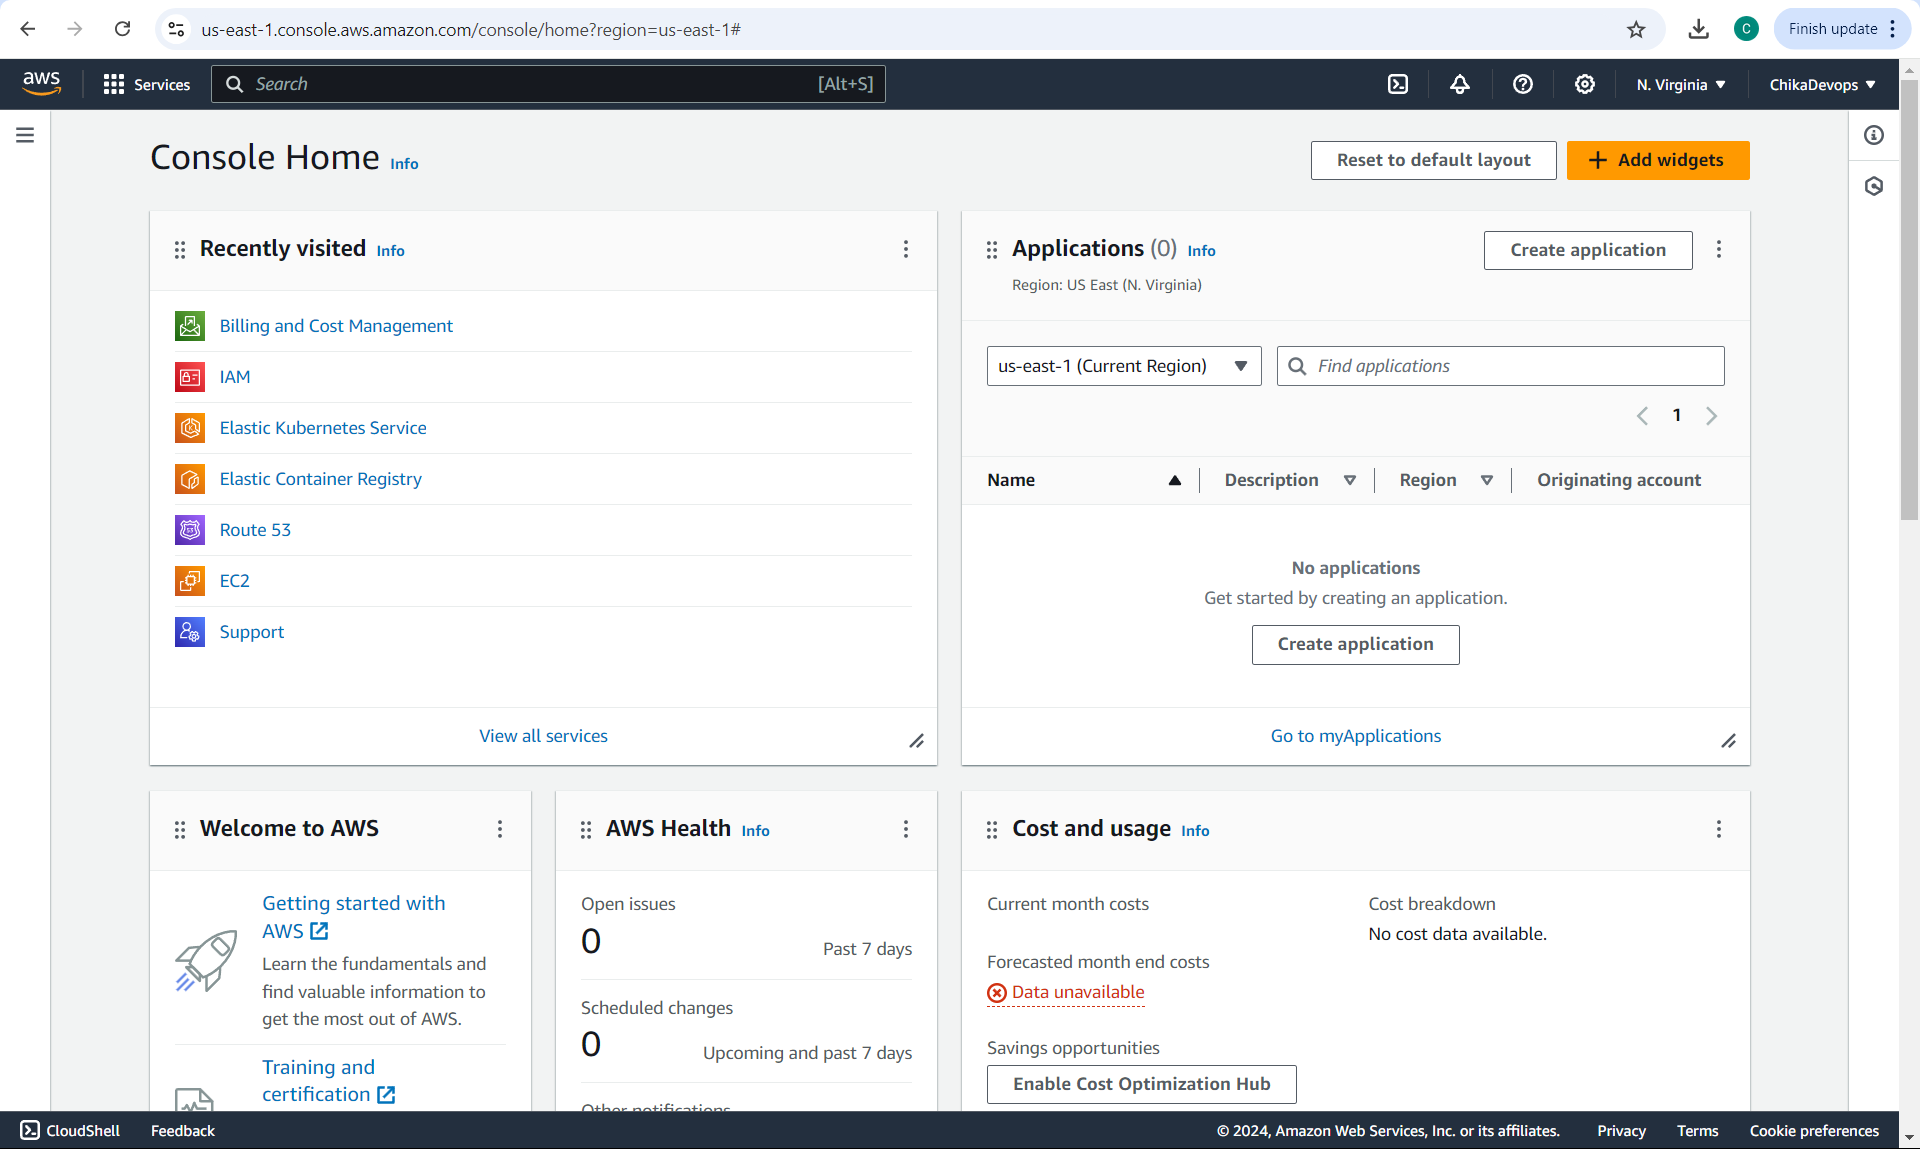 us-east-1.console.aws.amazon.com/console/home?region=us-east-1#
C
Finish update
aws
Services
Search
[Alt+S]
N. Virginia
ChikaDevops
Console Home Info
Reset to default layout
Add widgets
Recently visited Info
Billing and Cost Management
IAM
Elastic Kubernetes Service
Elastic Container Registry
Route 53
EC2
Support
View all services
Applications (0) Info
Create application
Region: US East (N. Virginia)
us-east-1 (Current Region)
Find applications
1
Name
Description
Region
Originating account
No applications
Get started by creating an application.
Create application
Go to myApplications
Welcome to AWS
Getting started with
AWS
Learn the fundamentals and
find valuable information to
get the most out of AWS.
Training and
certification
AWS Health Info
Open issues
0
Past 7 days
Scheduled changes
0
Upcoming and past 7 days
Other notifications
Cost and usage Info
Current month costs
Cost breakdown
No cost data available.
Forecasted month end costs
Data unavailable
Savings opportunities
Enable Cost Optimization Hub
CloudShell
Feedback
© 2024, Amazon Web Services, Inc. or its affiliates.
Privacy
Terms
Cookie preferences